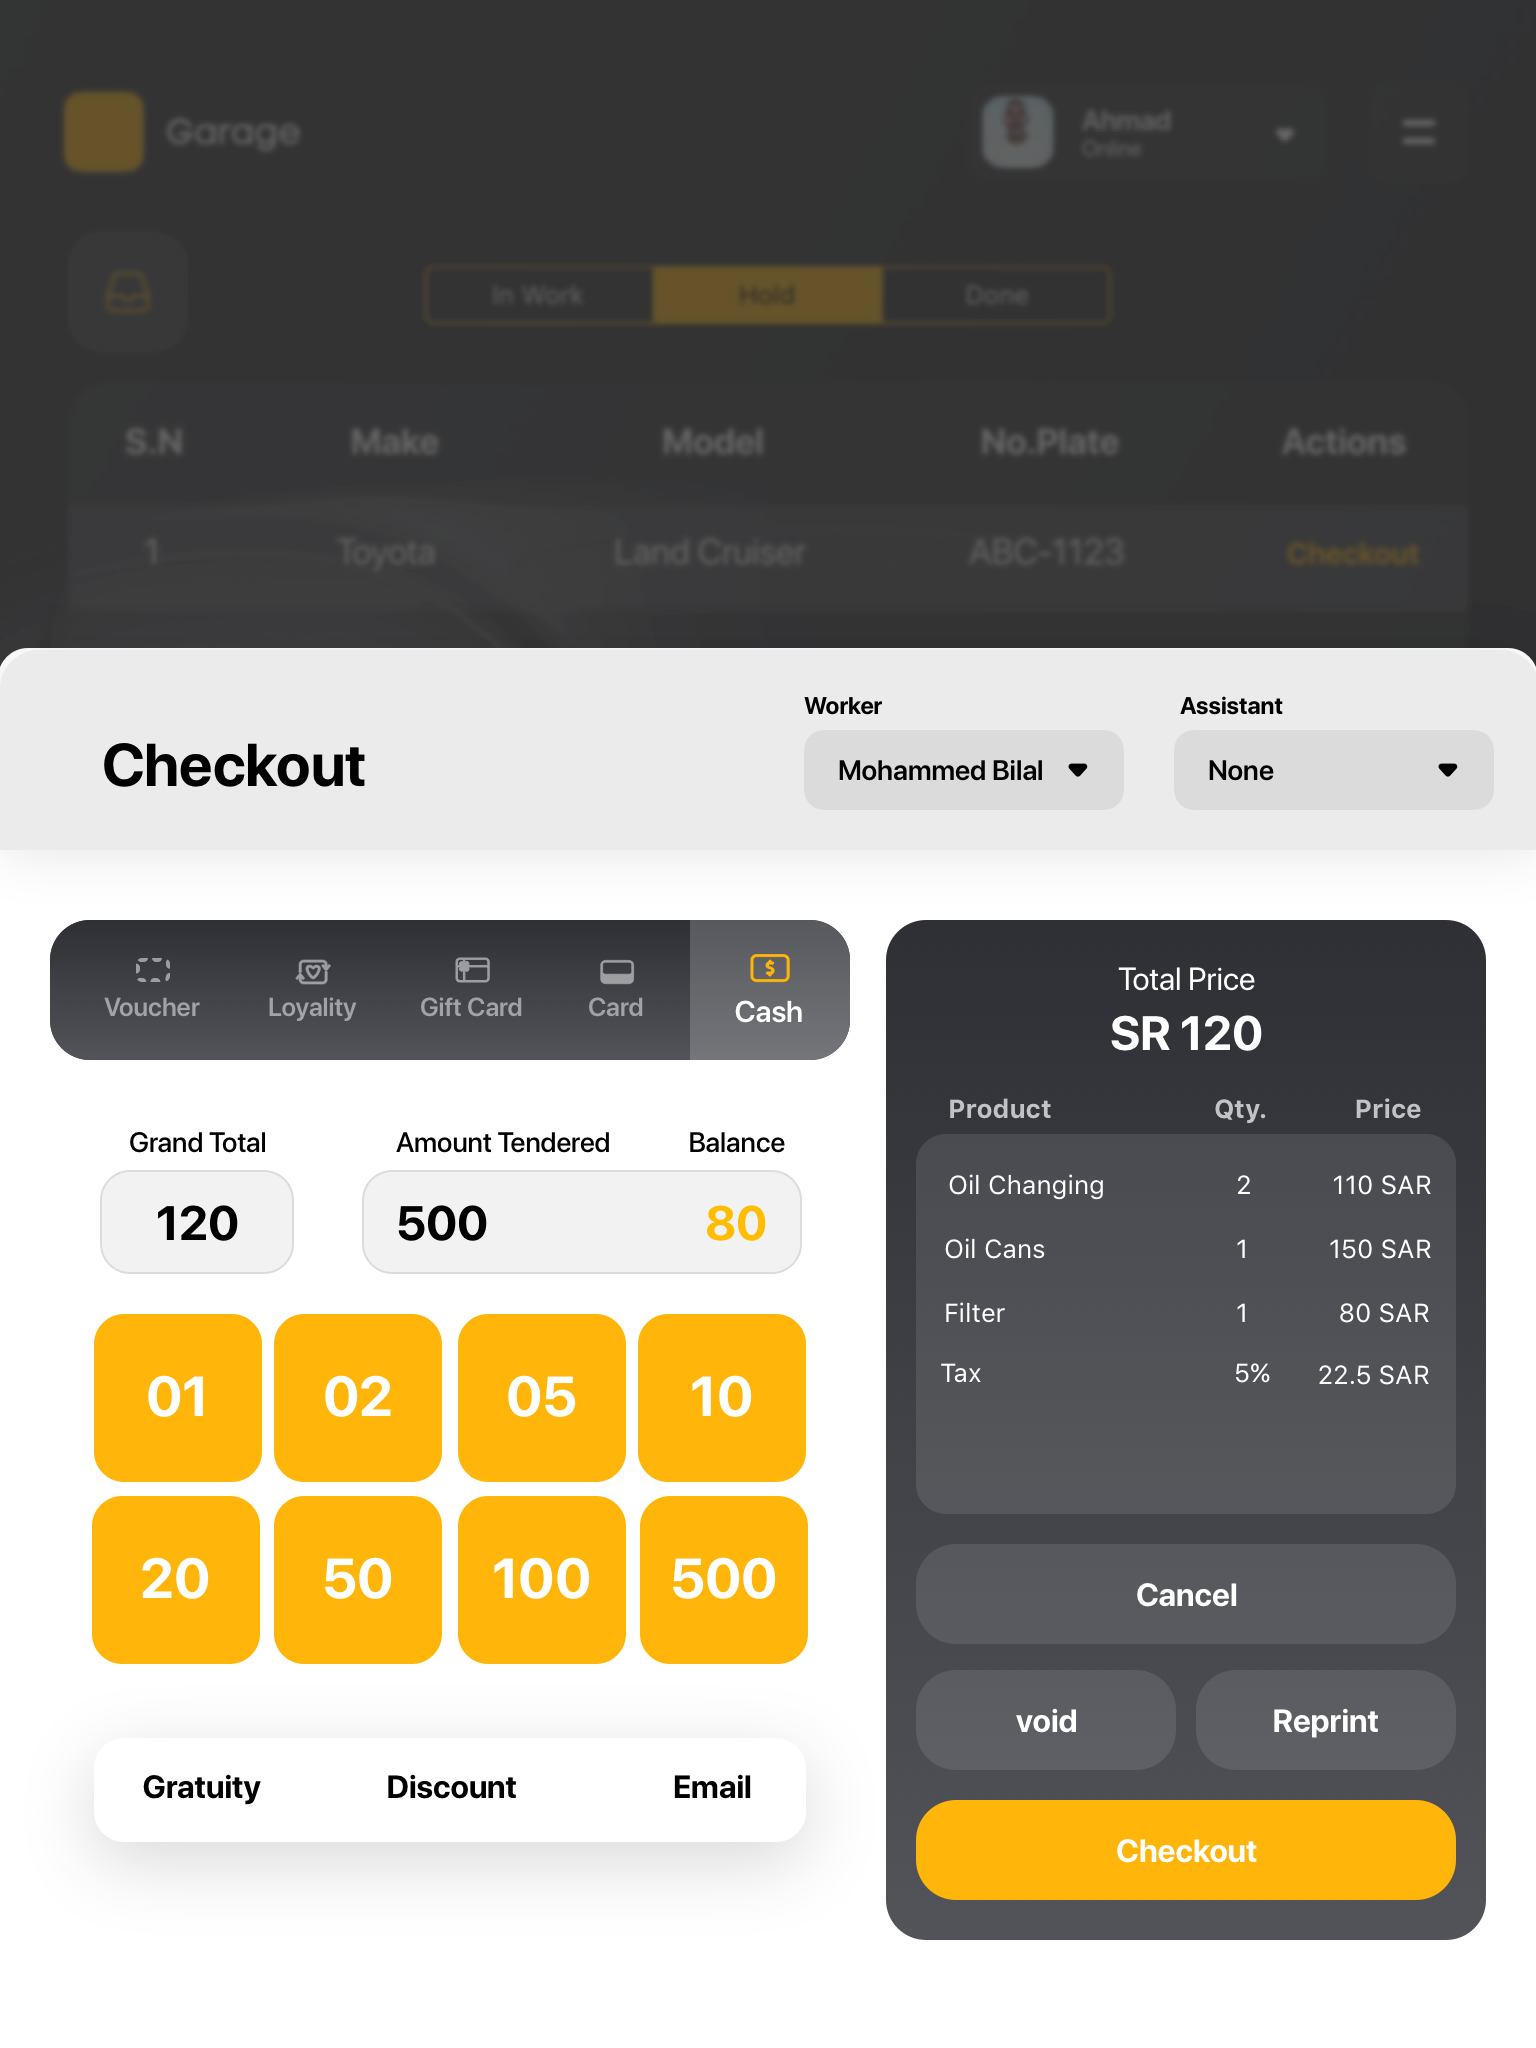 Garage
Ahmad
Online
In Work
Hold
Done
S.N Make Model No.Plate Actions
1 Toyota Land Cruiser ABC-1123 Checkout
Checkout
Worker
Mohammed Bilal
Assistant
None
Voucher
Loyality
Gift Card
Card
Cash
Grand Total
120
Amount Tendered
Balance
500
80
01 02 05 10
20 50 100 500
Gratuity
Discount
Email
Total Price
SR 120
Product Qty. Price
Oil Changing 2 110 SAR
Oil Cans 1 150 SAR
Filter 1 80 SAR
Tax 5% 22.5 SAR
Cancel
void
Reprint
Checkout